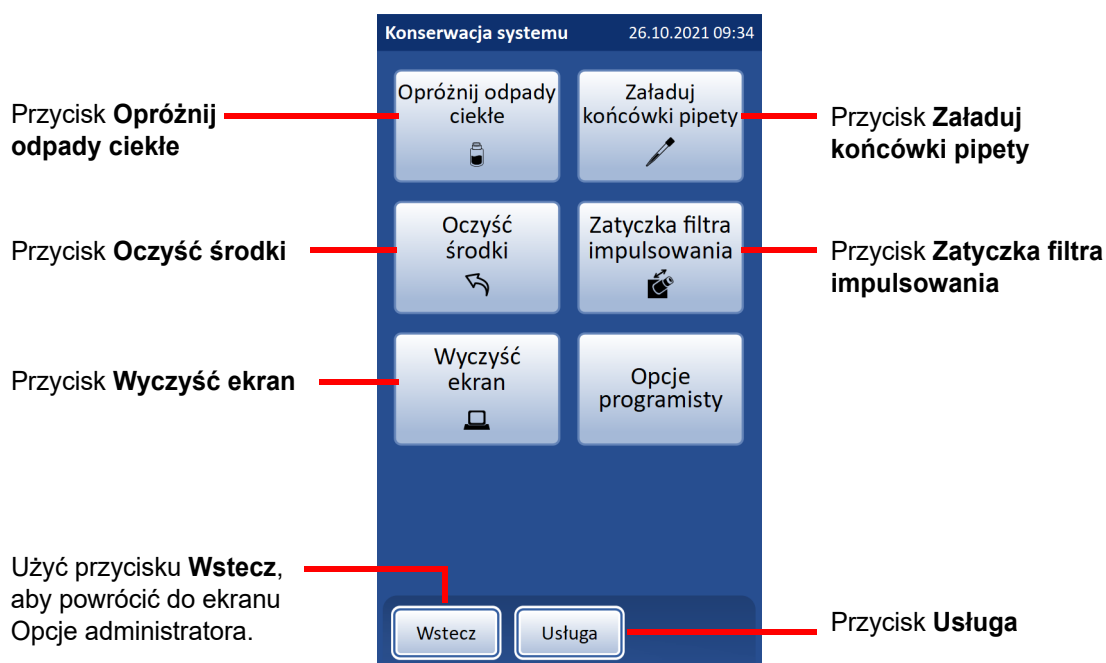 Konserwacja systemu 26.10.2021 09:34
Przycisk Opróżnij
odpady ciekłe
Opróżnij odpady
ciekłe
Załaduj
końcówki pipety
Przycisk Załaduj
końcówki pipety
Przycisk Oczyść środki
Oczyść
środki
Zatyczka filtra
impulsowania
Przycisk Zatyczka filtra
impulsowania
Przycisk Wyczyść ekran
Wyczyść
ekran
Opcje
programisty
Użyć przycisku Wstecz,
aby powrócić do ekranu
Opcje administratora.
Wstecz
Usługa
Przycisk Usługa